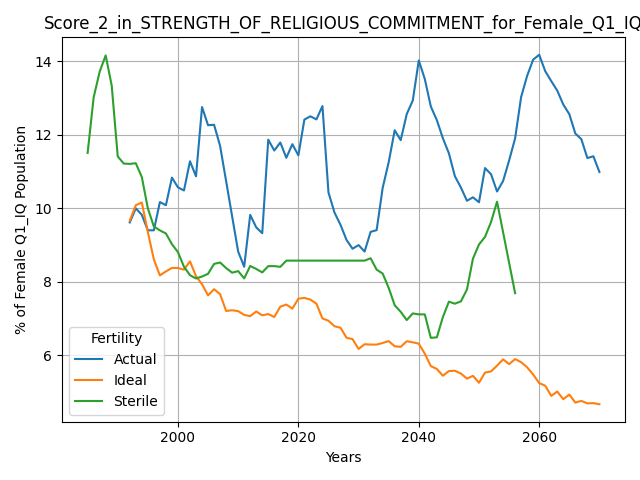 Score_2_in_STRENGTH_OF_RELIGIOUS_COMMITMENT_for_Female_Q1_IQ
% of Female Q1_IQ Population
14
12
10
8
6
Fertility
Actual
Ideal
Sterile
2000
2020
2040
2060
Years